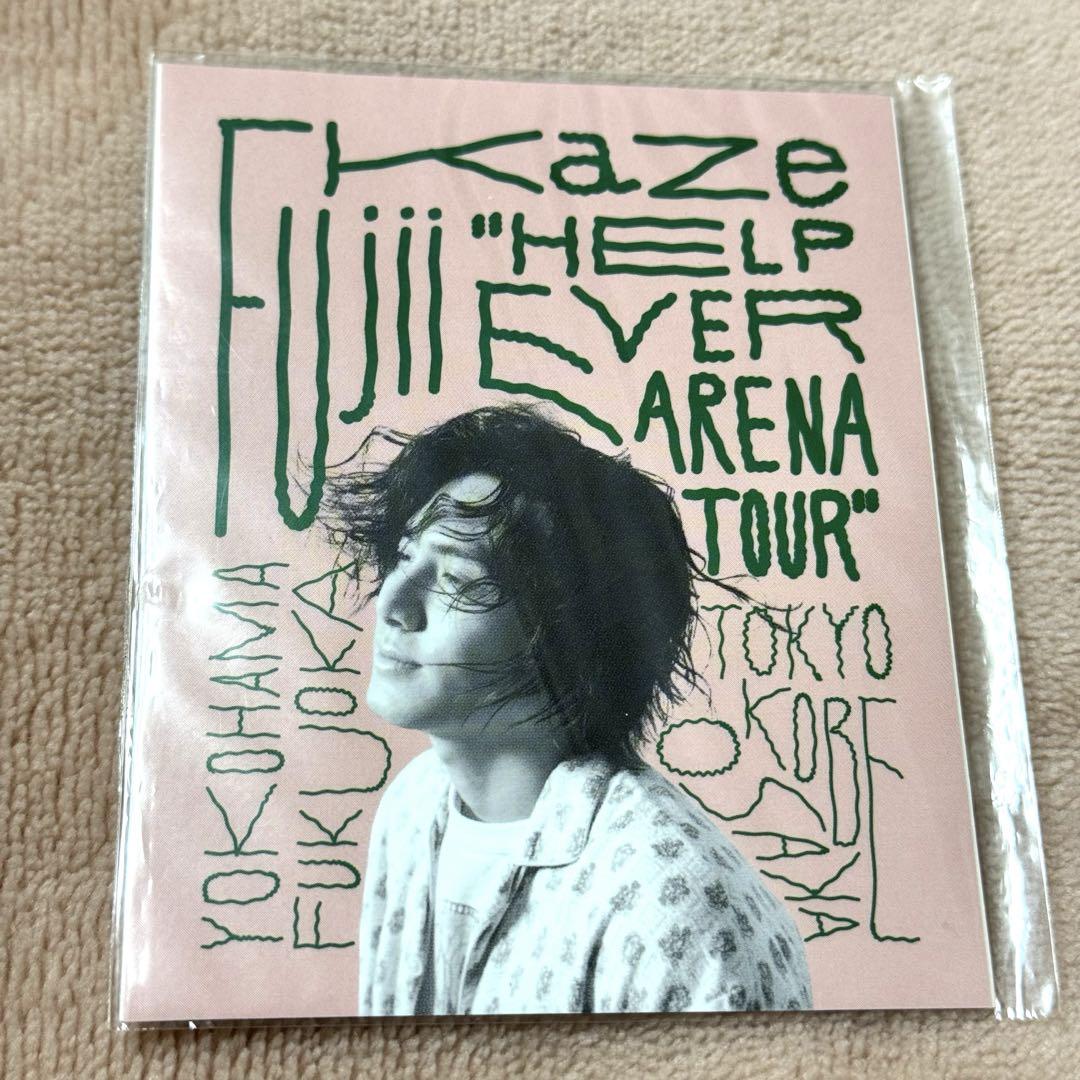 Fujii Kaze
"HELP
EVER
ARENA
TOUR"
YOKOHAMA
FUKUOKA
TOKYO
KOBE
OSAKA